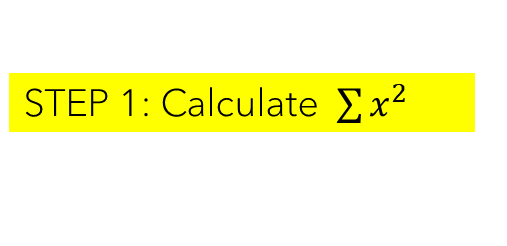 STEP 1: Calculate ∑x²